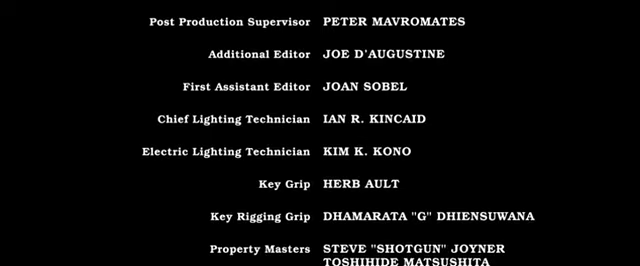 Post Production Supervisor PETER MAVROMATES
Additional Editor JOE D'AUGUSTINE
First Assistant Editor JOAN SOBEL
Chief Lighting Technician IAN R. KINCAID
Electric Lighting Technician KIM K. KONO
Key Grip HERB AULT
Key Rigging Grip DHAMARATA "G" DHIENSUWANA
Property Masters STEVE "SHOTGUN" JOYNER
TOSHIHIDE MATSUSHITA